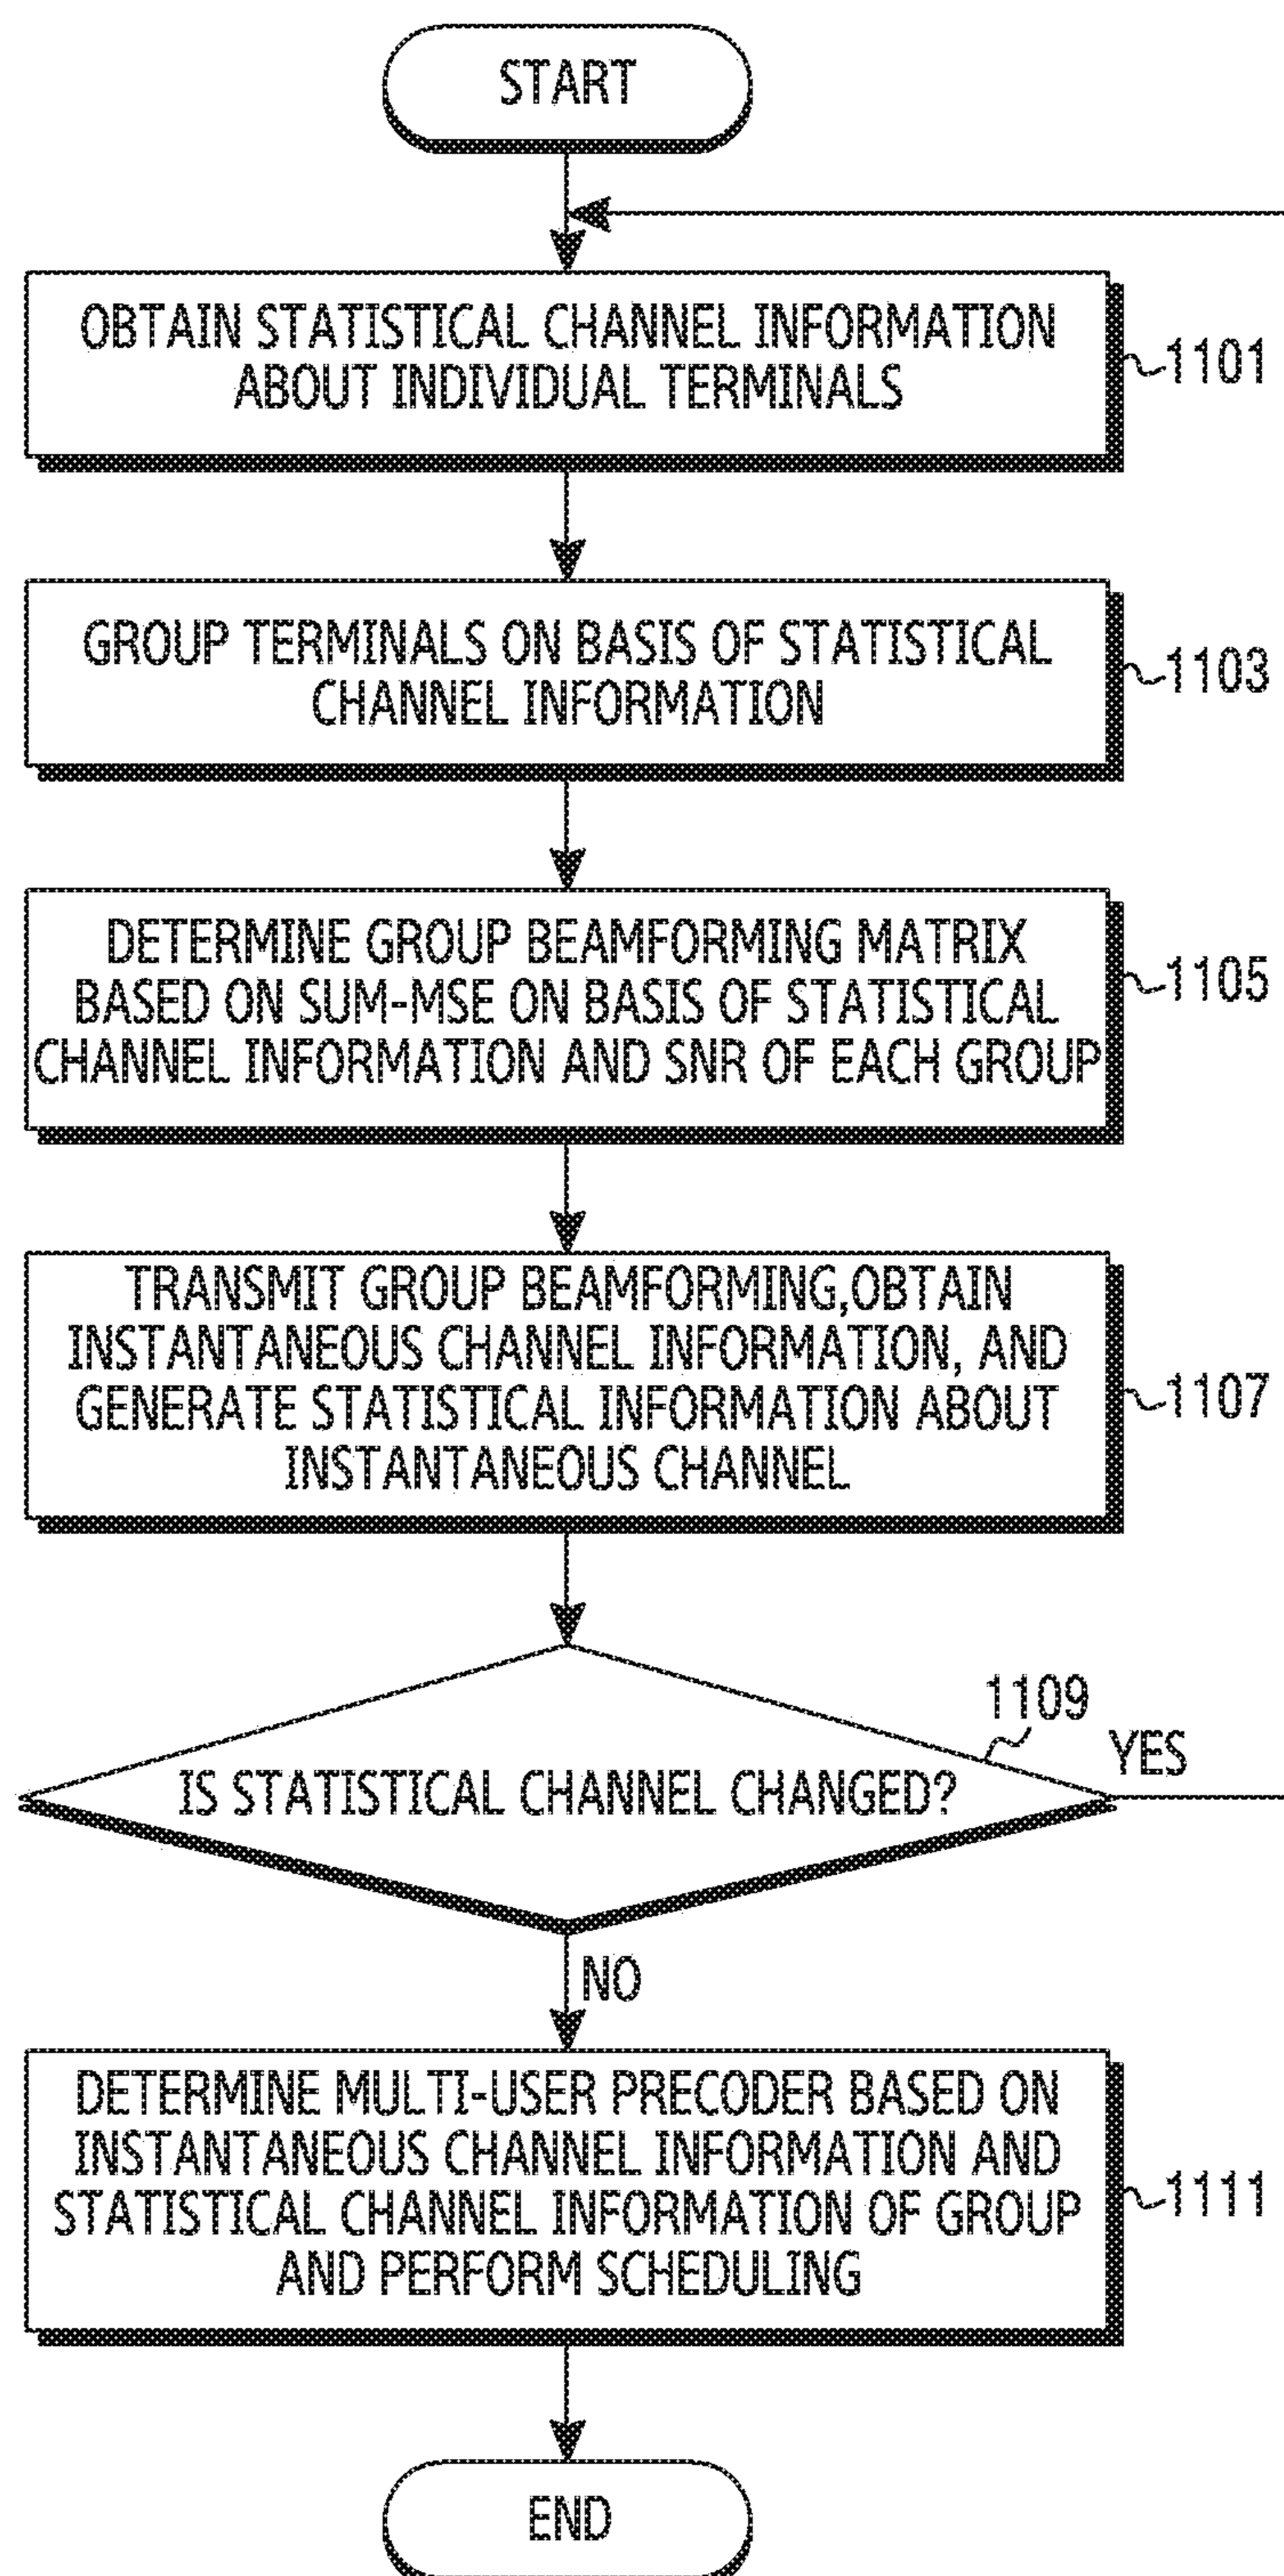 START
OBTAIN STATISTICAL CHANNEL INFORMATION
ABOUT INDIVIDUAL TERMINALS
1101
GROUP TERMINALS ON BASIS OF STATISTICAL
CHANNEL INFORMATION
1103
DETERMINE GROUP BEAMFORMING MATRIX
BASED ON SUM-MSE ON BASIS OF STATISTICAL
CHANNEL INFORMATION AND SNR OF EACH GROUP
1105
TRANSMIT GROUP BEAMFORMING,OBTAIN
INSTANTANEOUS CHANNEL INFORMATION, AND
GENERATE STATISTICAL INFORMATION ABOUT
INSTANTANEOUS CHANNEL
1107
1109
YES
IS STATISTICAL CHANNEL CHANGED?
NO
DETERMINE MULTI-USER PRECODER BASED ON
INSTANTANEOUS CHANNEL INFORMATION AND
STATISTICAL CHANNEL INFORMATION OF GROUP
AND PERFORM SCHEDULING
1111
END